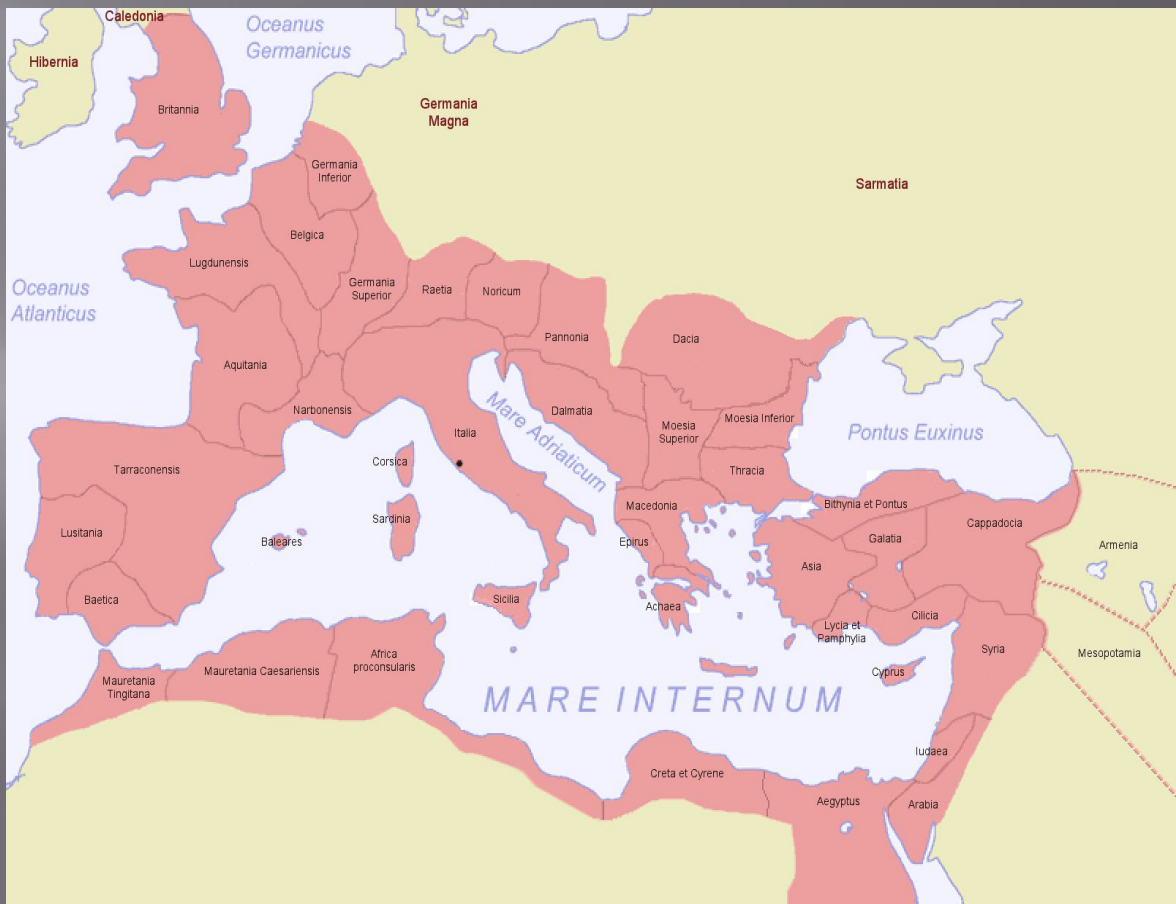 Caledonia
Oceanus
Germanicus
Hibernia
Britannia
Germania
Magna
Germania
Inferior
Sarmatia
Belgica
Lugdunensis
Oceanus
Atlanticus
Germania
Superior
Raetia
Noricum
Pannonia
Dacia
Aquitania
Narbonensis
Italia
Mare Adriaticum
Dalmatia
Moesia
Superior
Moesia Inferior
Pontus Euxinus
Corsica
Tarraconensis
Thracia
Macedonia
Bithynia et Pontus
Cappadocia
Lusitania
Sardinia
Baleares
Epirus
Galatia
Armenia
Asia
Baetica
Sicilia
Achaea
Cilicia
Lycia et
Pamphylia
Syria
Mesopotamia
Mauretania
Tingitana
Mauretania Caesariensis
Africa
proconsularis
Cyprus
MARE INTERNUM
Iudaea
Creta et Cyrene
Aegyptus
Arabia